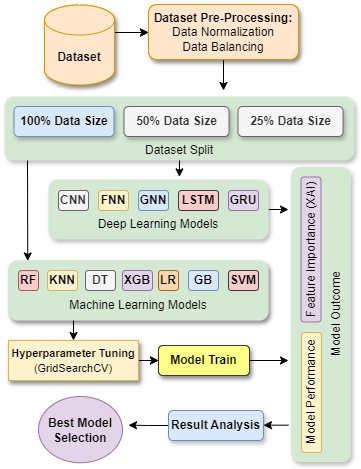 Dataset
Dataset Pre-Processing:
Data Normalization
Data Balancing
100% Data Size
50% Data Size
25% Data Size
Dataset Split
CNN
FNN
GNN
LSTM
GRU
Deep Learning Models
RF
KNN
DT
XGB
LR
GB
SVM
Machine Learning Models
Feature Importance (XAI)
Model Performance
Model Outcome
Hyperparameter Tuning
(GridSearchCV)
Model Train
Result Analysis
Best Model
Selection